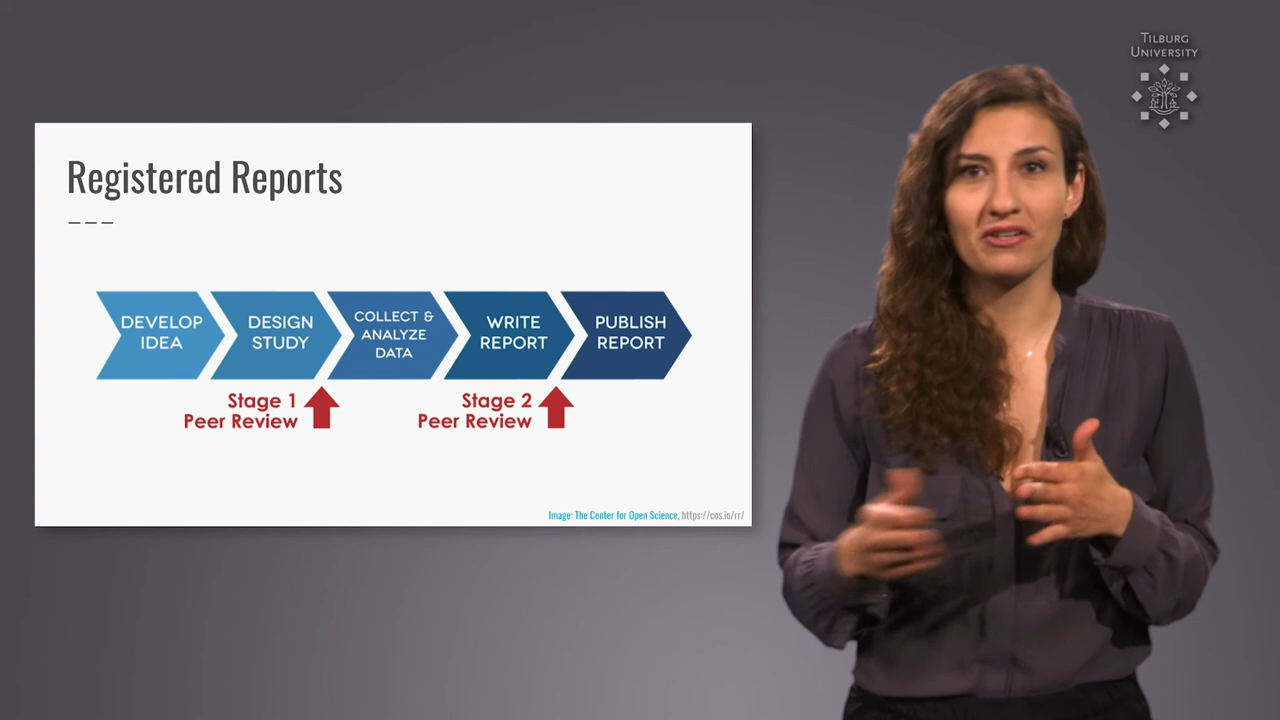 TILBURG
UNIVERSITY
Registered Reports
DEVELOP
IDEA
DESIGN
STUDY
COLLECT &
ANALYZE
DATA
WRITE
REPORT
PUBLISH
REPORT
Stage 1
Peer Review
Stage 2
Peer Review
Image: The Center for Open Science, https://cos.io/rr/